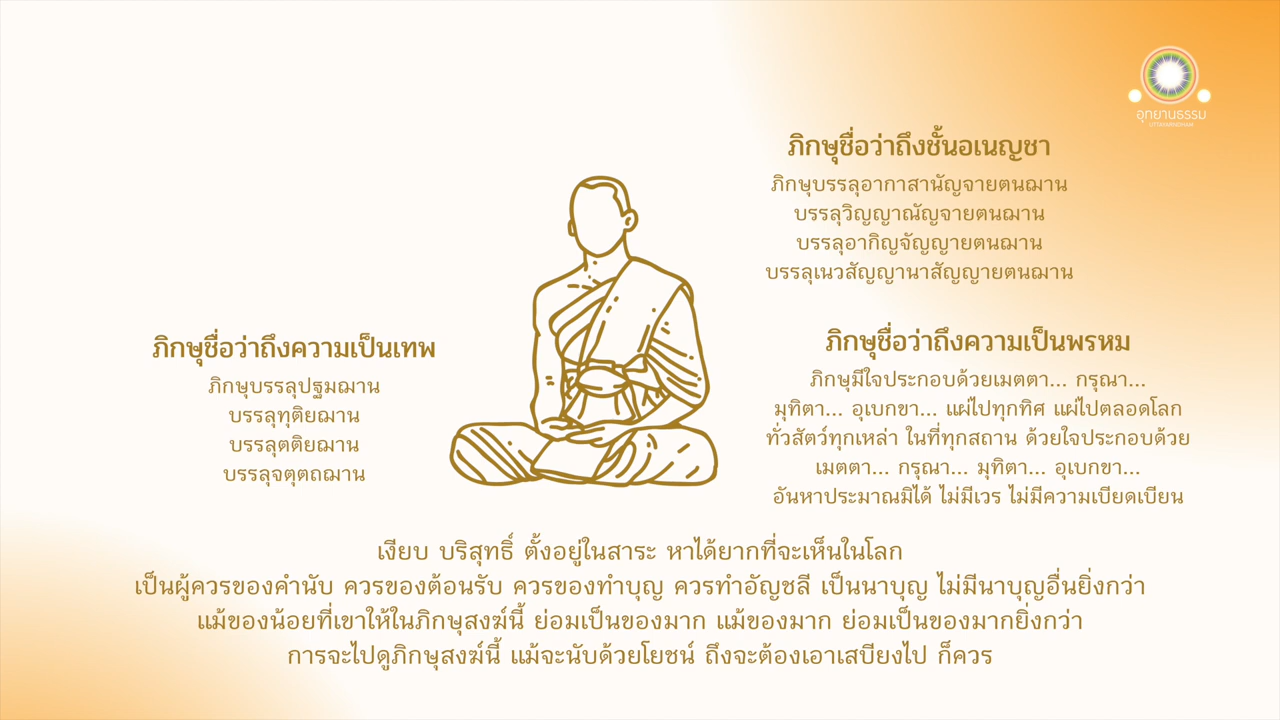 อุทยานธรรม
ภิกษุชื่อว่าถึงชั้นอเนญชา
ภิกษุบรรลุอากาสานัญจายตนฌาน
บรรลุวิญญาณัญจายตนฌาน
บรรลุอากิญจัญญายตนฌาน
บรรลุเนวสัญญานาสัญญายตนฌาน
ภิกษุชื่อว่าถึงความเป็นเทพ
ภิกษุบรรลุปฐมฌาน
บรรลุทุติยฌาน
บรรลุตติยฌาน
บรรลุจตุตถฌาน
ภิกษุชื่อว่าถึงความเป็นพรหม
ภิกษุมีใจประกอบด้วยเมตตา... กรุณา...
มุทิตา... อุเบกขา... แผ่ไปทุกทิศ แผ่ไปตลอดโลก
ทั่วสัตว์ทุกเหล่า ในที่ทุกสถาน ด้วยใจประกอบด้วย
เมตตา... กรุณา... มุทิตา... อุเบกขา...
อันหาประมาณมิได้ ไม่มีเวร ไม่มีความเบียดเบียน
เงียบ บริสุทธิ์ ตั้งอยู่ในสาระ หาได้ยากที่จะเห็นในโลก
เป็นผู้ควรของคำนับ ควรของต้อนรับ ควรของทำบุญ ควรทำอัญชลี เป็นนาบุญ ไม่มีนาบุญอื่นยิ่งกว่า
แม้ของน้อยที่เขาให้ในภิกษุสงฆ์นี้ ย่อมเป็นของมาก แม้ของมาก ย่อมเป็นของมากยิ่งกว่า
การจะไปดูภิกษุสงฆ์นี้ แม้จะนับด้วยโยชน์ ถึงจะต้องเอาเสบียงไป ก็ควร